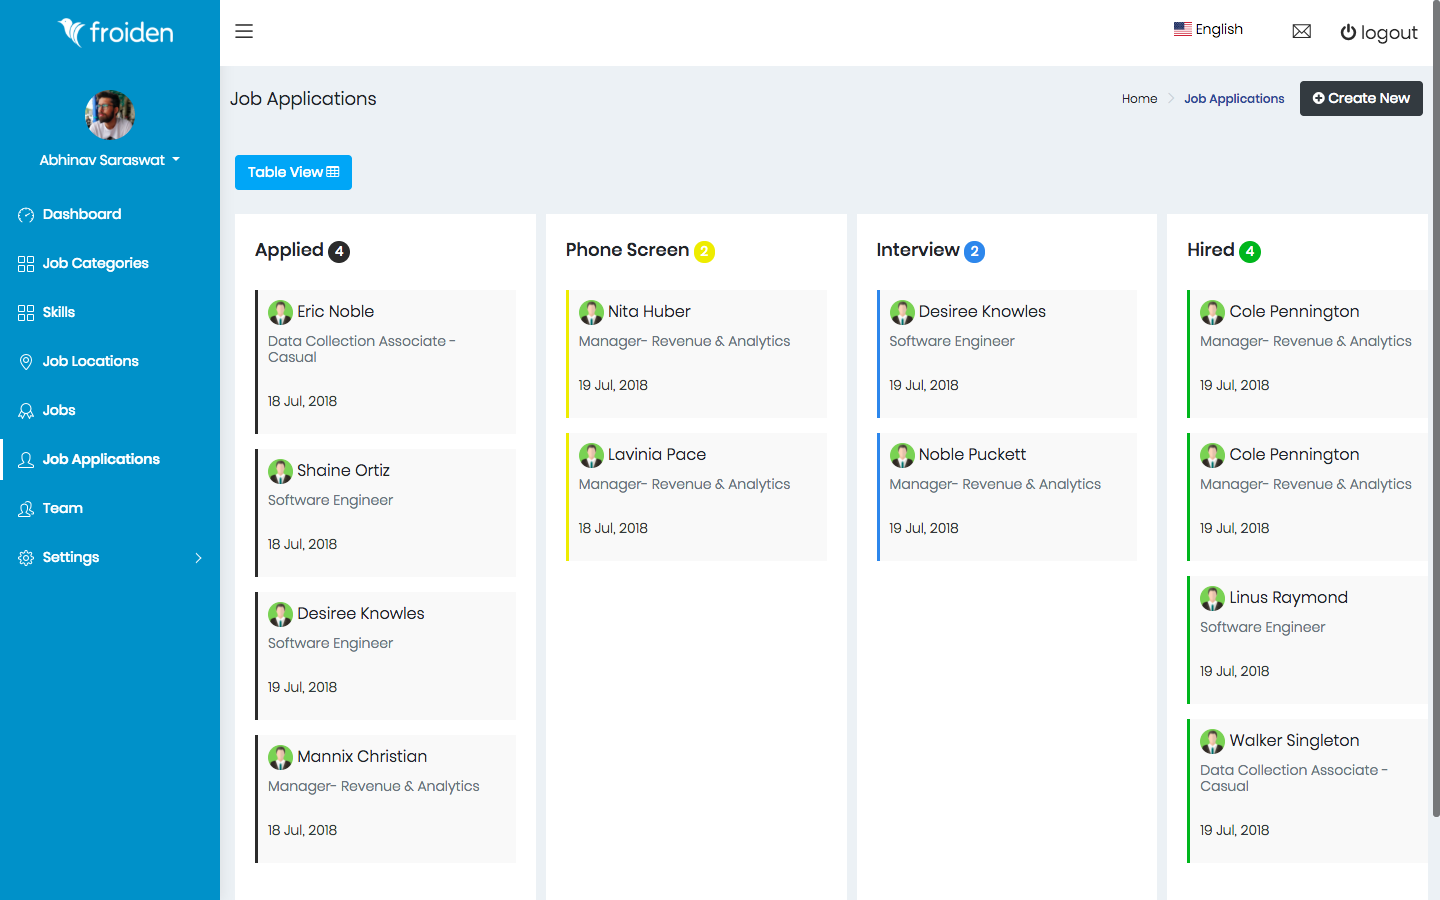 froiden
English
logout
Abhinav Saraswat
Dashboard
Job Categories
Skills
Job Locations
Jobs
Job Applications
Team
Settings
Job Applications
Home
Job Applications
Create New
Table View
Applied 4
Eric Noble
Data Collection Associate -
Casual
18 Jul, 2018
Shaine Ortiz
Software Engineer
18 Jul, 2018
Desiree Knowles
Software Engineer
19 Jul, 2018
Mannix Christian
Manager- Revenue & Analytics
18 Jul, 2018
Phone Screen 2
Nita Huber
Manager- Revenue & Analytics
19 Jul, 2018
Lavinia Pace
Manager- Revenue & Analytics
18 Jul, 2018
Interview 2
Desiree Knowles
Software Engineer
19 Jul, 2018
Noble Puckett
Manager- Revenue & Analytics
19 Jul, 2018
Hired 4
Cole Pennington
Manager- Revenue & Analytics
19 Jul, 2018
Cole Pennington
Manager- Revenue & Analytics
19 Jul, 2018
Linus Raymond
Software Engineer
19 Jul, 2018
Walker Singleton
Data Collection Associate -
Casual
19 Jul, 2018